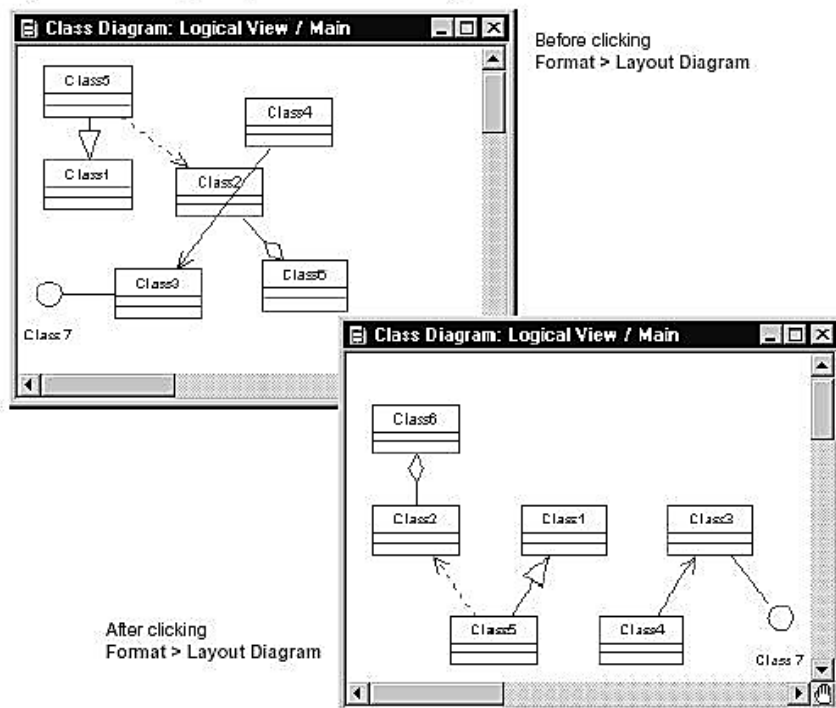 Class Diagram: Logical View / Main
Before clicking
Format > Layout Diagram
Class5
Class4
Class1
Class2
Class3
Class6
Class 7
Class Diagram: Logical View / Main
Class6
Class2
Class1
Class3
Class5
Class4
Class 7
After clicking
Format > Layout Diagram